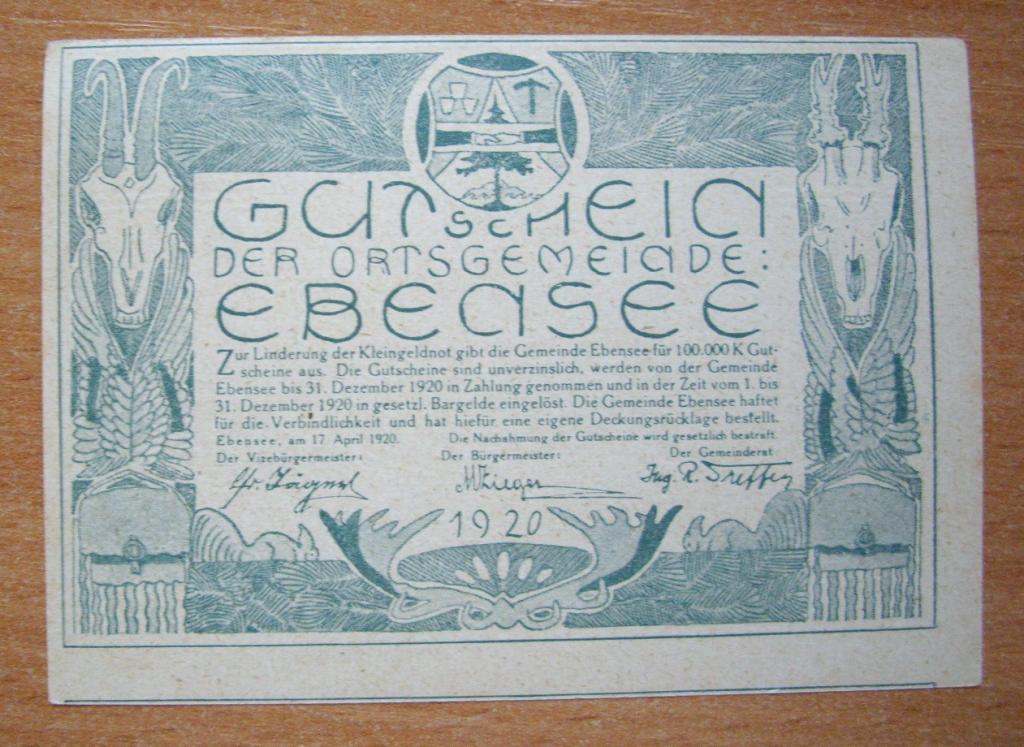 GUTSCHEIN
DER ORTSGEMEINDE:
EBENSEE
Zur Linderung der Kleingeldnot gibt die Gemeinde Ebensee für 100.000 K Gut-
scheine aus. Die Gutscheine sind unverzinslich, werden von der Gemeinde
Ebensee bis 31. Dezember 1920 in Zahlung genommen und in der Zeit vom 1. bis
31. Dezember 1920 in gesetzl. Bargelde eingelöst. Die Gemeinde Ebensee haftet
für die Verbindlichkeit und hat hiefür eine eigene Deckungsrücklage bestellt.
Ebensee, am 17. April 1920. Die Nachahmung der Gutscheine wird gesetzlich bestraft.
Der Vizebürgermeister: Der Bürgermeister: Der Gemeinderat
1920